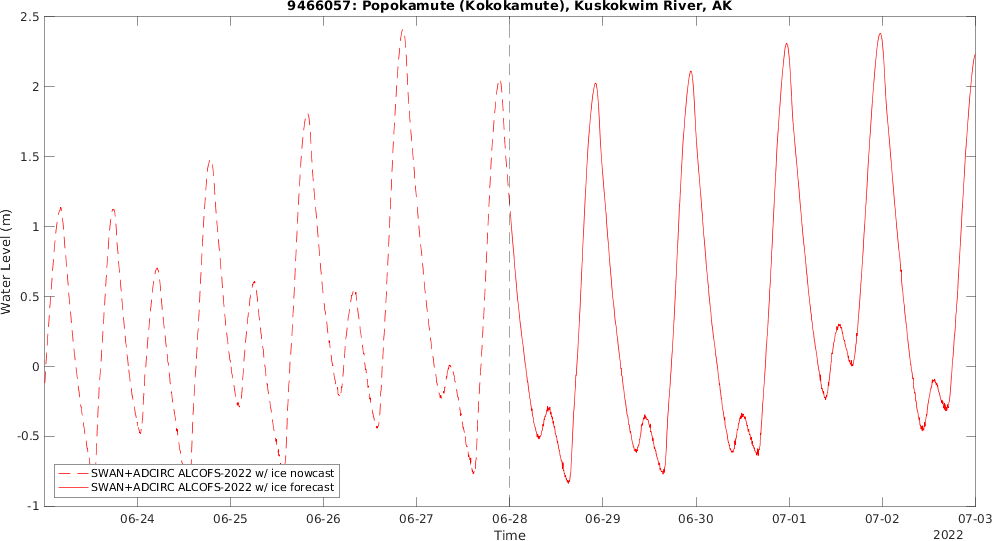 9466057: Popokamute (Kokokamute), Kuskokwim River, AK
2.5
2
1.5
1
0.5
0
-0.5
-1
Water Level (m)
SWAN+ADCIRC ALCOFS-2022 w/ ice nowcast
SWAN+ADCIRC ALCOFS-2022 w/ ice forecast
06-24 06-25 06-26 06-27 06-28 06-29 06-30 07-01 07-02 07-03
Time
2022